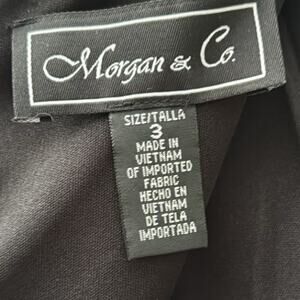 Morgan & Co.
SIZE/TALLA
3
MADE IN
VIETNAM
OF IMPORTED
FABRIC
HECHO EN
VIETNAM
DE TELA
IMPORTADA